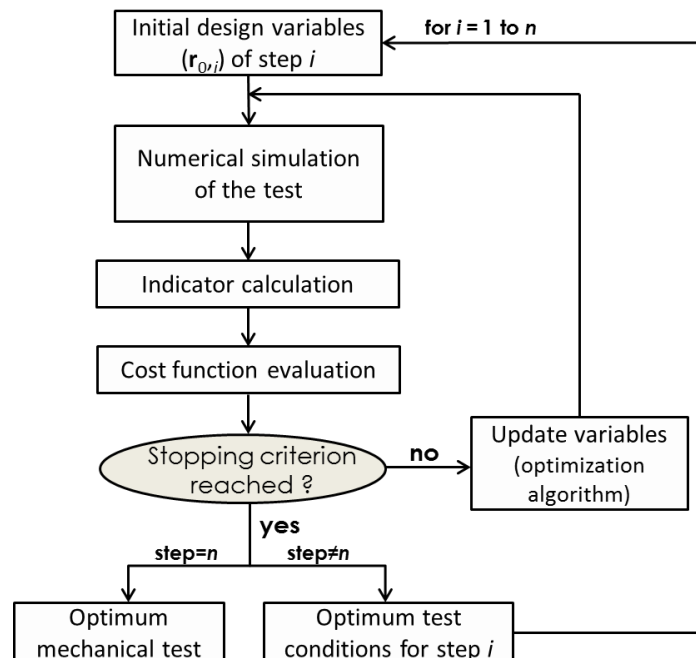 Initial design variables
(r₀,ᵢ) of step i
for i = 1 to n
Numerical simulation
of the test
Indicator calculation
Cost function evaluation
Stopping criterion
reached ?
no
Update variables
(optimization
algorithm)
yes
step=n
step≠n
Optimum
mechanical test
Optimum test
conditions for step i